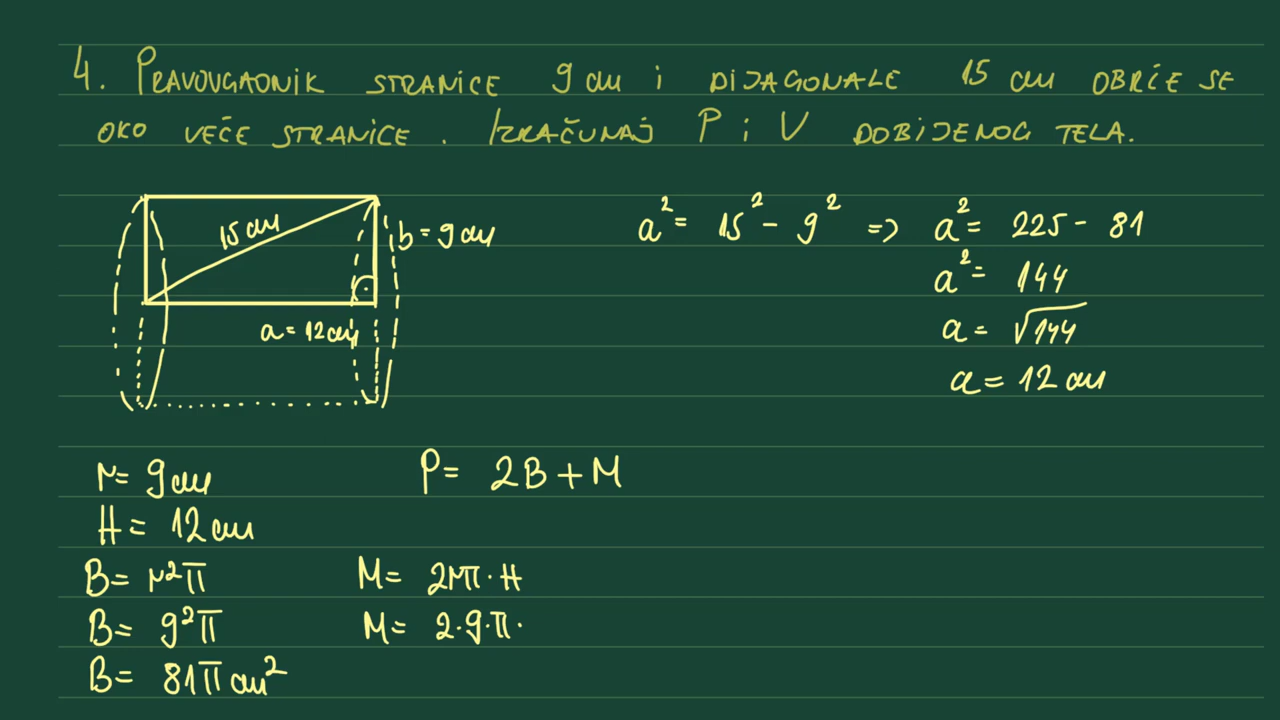 4. PRAVOUGAONIK STRANICE 9 cm i DIJAGONALE 15 cm OBRĆE SE
OKO VEĆE STRANICE. IZRAČUNAJ P i V DOBIJENOG TELA.
15 cm
b = 9 cm
a = 12 cm
a² = 15² - 9² => a² = 225 - 81
a² = 144
a = √144
a = 12 cm
r = 9 cm
H = 12 cm
P = 2B + M
B = r²π
M = 2rπ · H
B = 9²π
M = 2·9·π·
B = 81π cm²